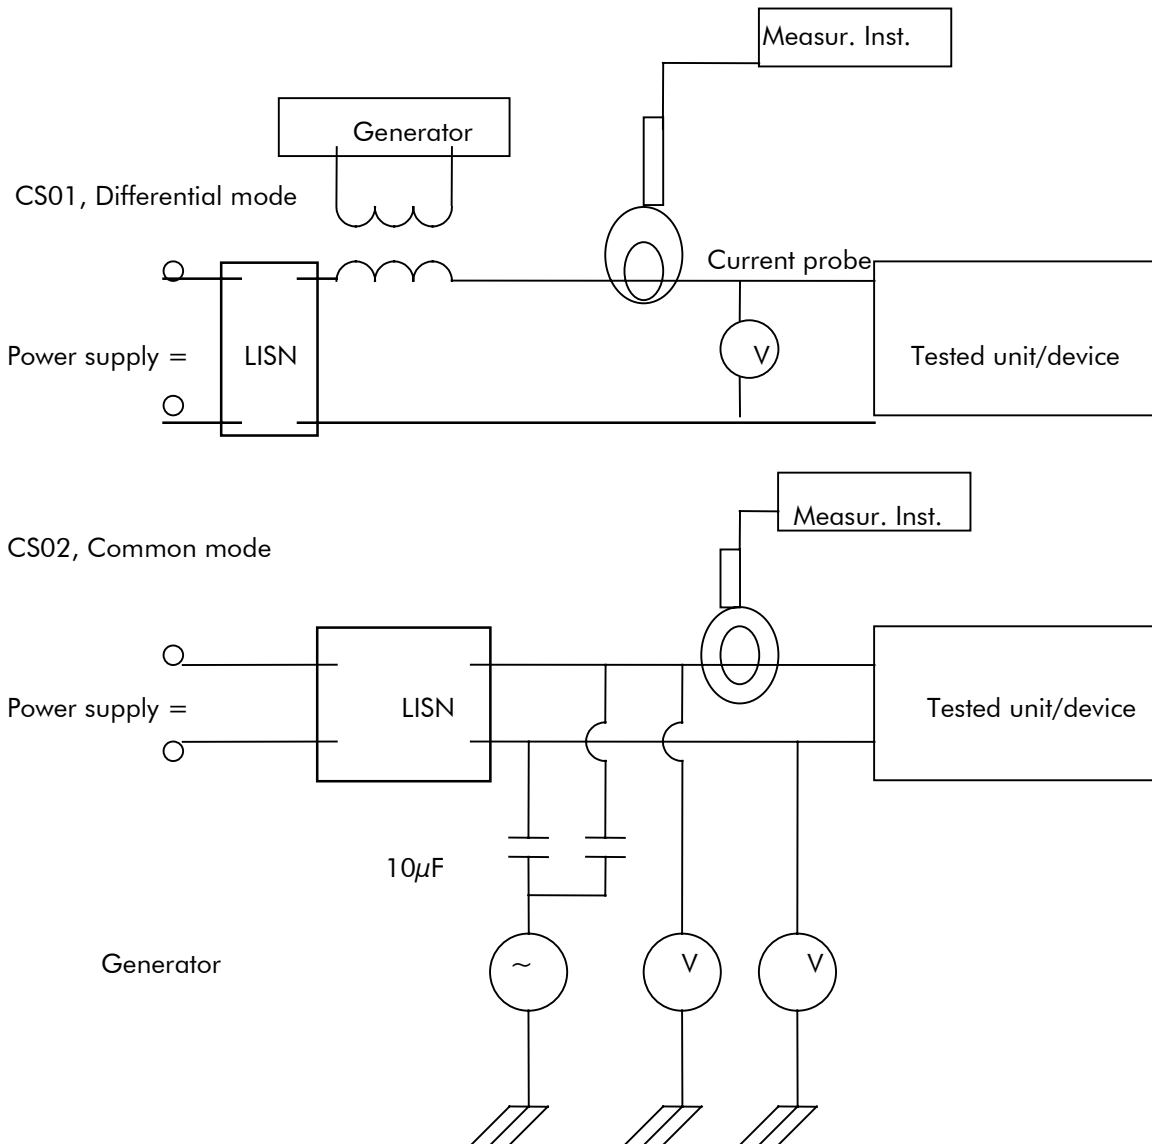 Measur. Inst.
Generator
CS01, Differential mode
Current probe
Power supply =
LISN
V
Tested unit/device
Measur. Inst.
CS02, Common mode
Power supply =
LISN
Tested unit/device
10µF
Generator
~
V
V